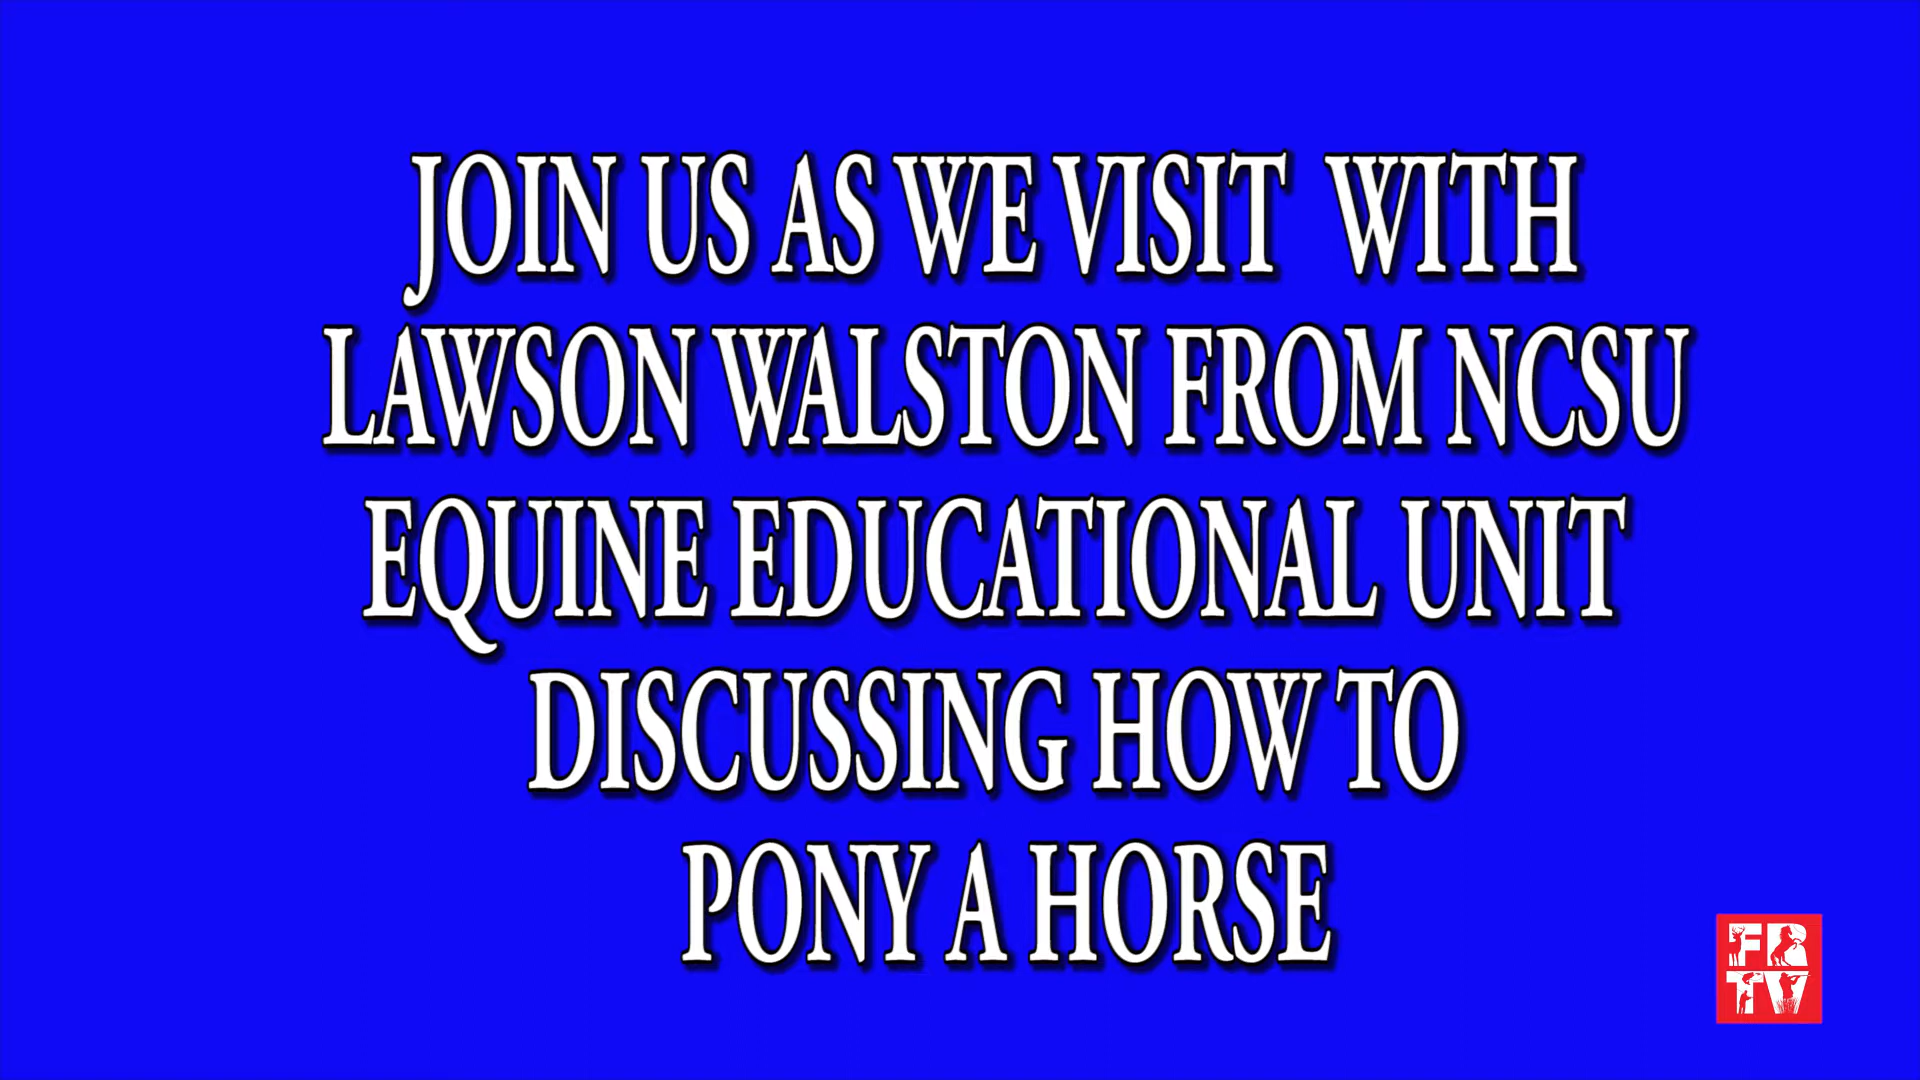 JOIN US AS WE VISIT WITH
LAWSON WALSTON FROM NCSU
EQUINE EDUCATIONAL UNIT
DISCUSSING HOW TO
PONY A HORSE
FR
TV